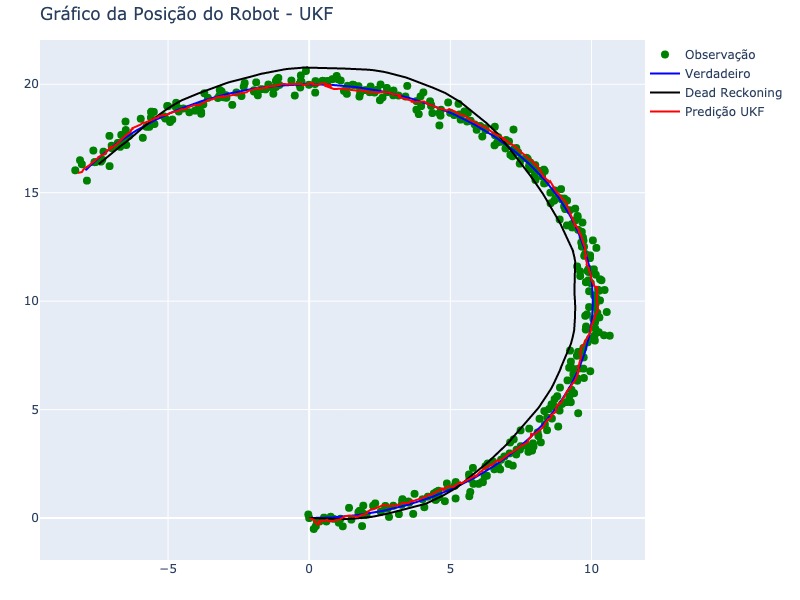 Gráfico da Posição do Robot - UKF
Observação
Verdadeiro
Dead Reckoning
Predição UKF
20
15
10
5
0
−5
0
5
10